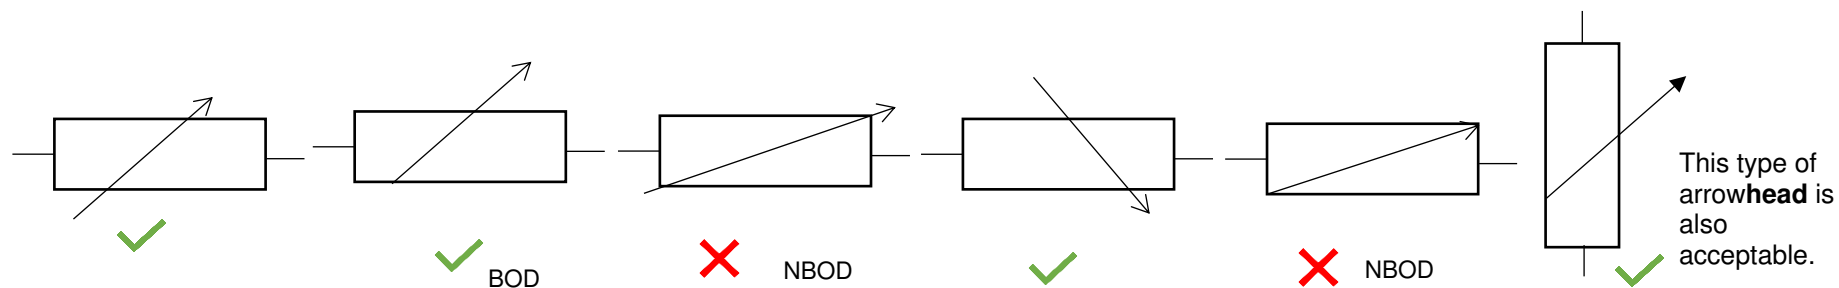 BOD
NBOD
NBOD
This type of
arrowhead is
also
acceptable.